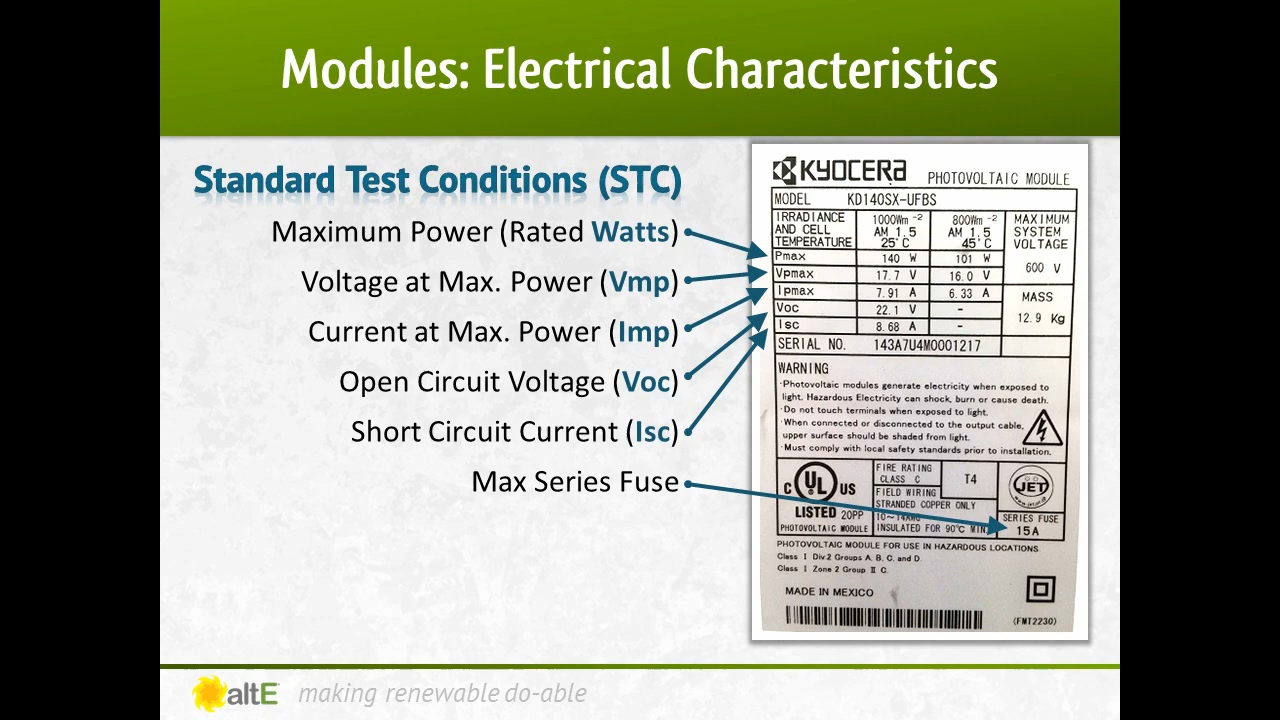 Modules: Electrical Characteristics
Standard Test Conditions (STC)
Maximum Power (Rated Watts)
Voltage at Max. Power (Vmp)
Current at Max. Power (Imp)
Open Circuit Voltage (Voc)
Short Circuit Current (Isc)
Max Series Fuse
KYOCERA PHOTOVOLTAIC MODULE
MODEL KD140SX-UFBS
IRRADIANCE AND CELL TEMPERATURE
1000Wm⁻² AM 1.5 25°C
800Wm⁻² AM 1.5 45°C
MAXIMUM SYSTEM VOLTAGE
600 V
Pmax 140 W 101 W
Vpmax 17.7 V 16.0 V
Ipmax 7.91 A 6.33 A
Voc 22.1 V -
Isc 8.68 A -
MASS
12.9 Kg
SERIAL NO. 143A7U4M0001217
WARNING
·Photovoltaic modules generate electricity when exposed to
light. Hazardous Electricity can shock, burn or cause death.
·Do not touch terminals when exposed to light.
·When connected or disconnected to the output cable,
upper surface should be shaded from light.
·Must comply with local safety standards prior to installation.
C UL US
LISTED 20PP
PHOTOVOLTAIC MODULE
FIRE RATING
CLASS C
T4
FIELD WIRING
STRANDED COPPER ONLY
10~14AWG
INSULATED FOR 90°C MIN
JET
SERIES FUSE
15A
PHOTOVOLTAIC MODULE FOR USE IN HAZARDOUS LOCATIONS
Class I Div.2 Groups A, B, C, and D.
Class I Zone 2 Group II C.
MADE IN MEXICO
(FMT2230)
altE making renewable do-able